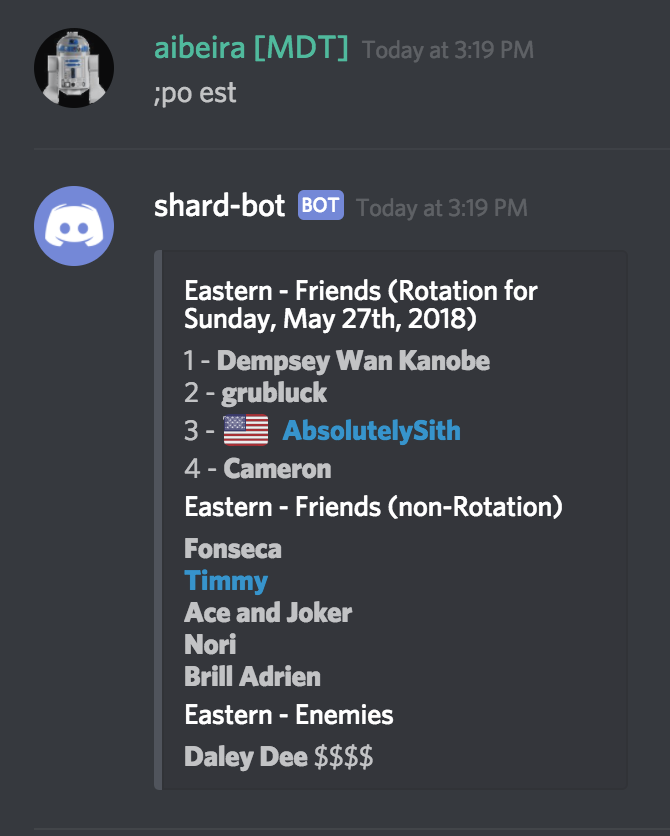 aibeira [MDT] Today at 3:19 PM
;po est
shard-bot BOT Today at 3:19 PM
Eastern - Friends (Rotation for
Sunday, May 27th, 2018)
1 - Dempsey Wan Kanobe
2 - grubluck
3 - 🇺🇸 AbsolutelySith
4 - Cameron
Eastern - Friends (non-Rotation)
Fonseca
Timmy
Ace and Joker
Nori
Brill Adrien
Eastern - Enemies
Daley Dee $$$$